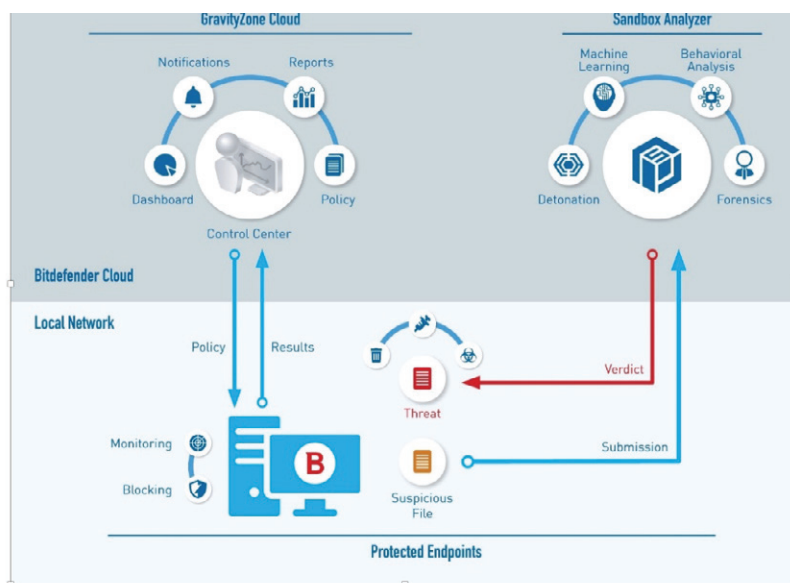 GravityZone Cloud
Sandbox Analyzer
Notifications
Reports
Machine
Learning
Behavioral
Analysis
Dashboard
Policy
Detonation
Forensics
Control Center
Bitdefender Cloud
Local Network
Policy
Results
Verdict
Threat
Monitoring
Submission
B
Blocking
Suspicious
File
Protected Endpoints